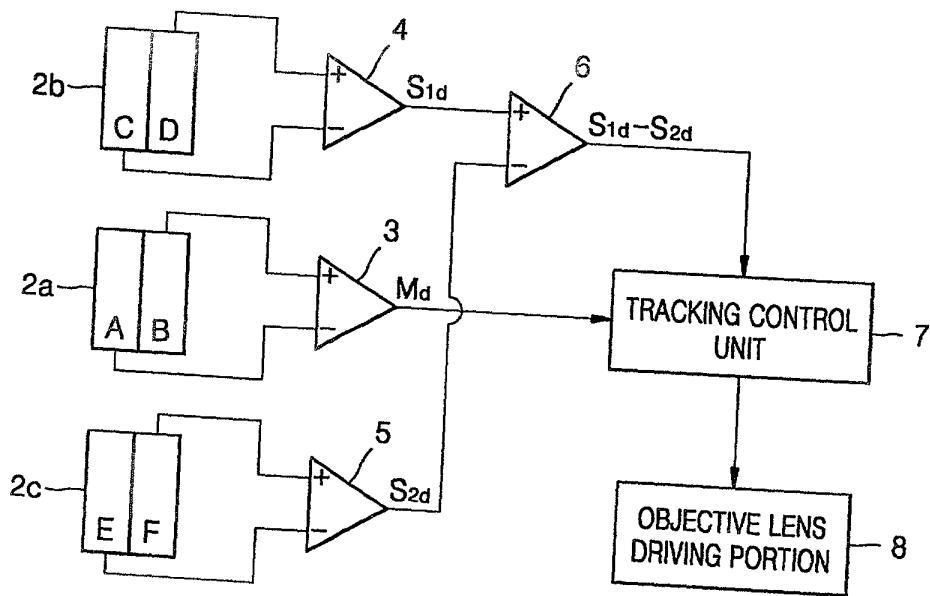 4
6
2b
C D
+
−
S1d
+
−
S1d−S2d
3
2a
A B
+
−
Md
TRACKING CONTROL
UNIT
7
5
2c
E F
+
−
S2d
OBJECTIVE LENS
DRIVING PORTION
8